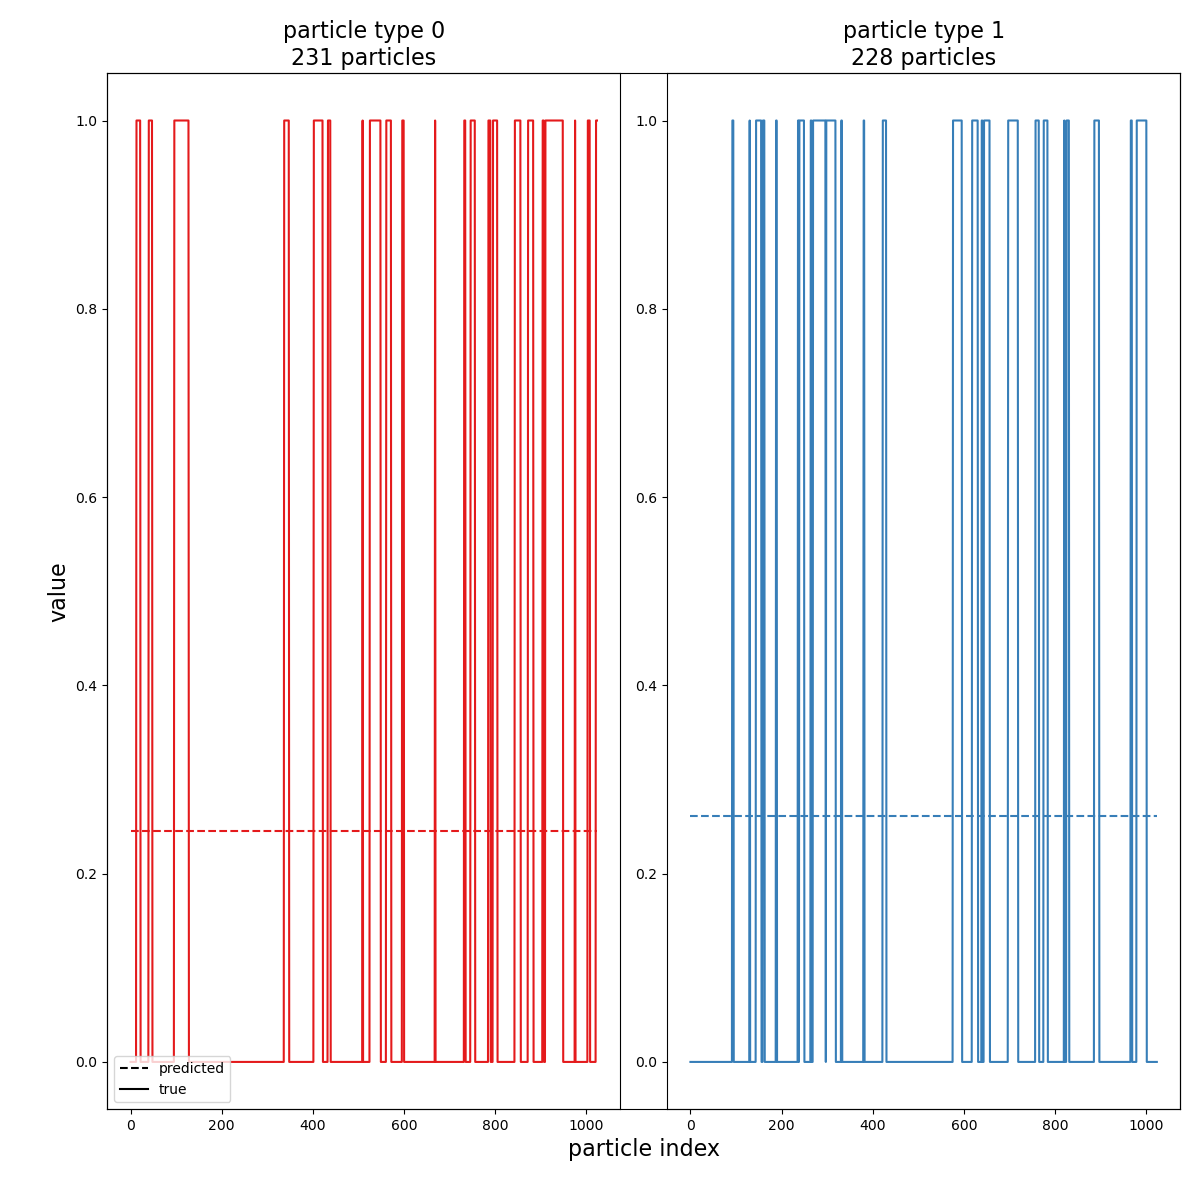 particle type 0
231 particles
particle type 1
228 particles
1.0
0.8
0.6
0.4
0.2
0.0
1.0
0.8
0.6
0.4
0.2
0.0
value
predicted
true
0 200 400 600 800 1000
0 200 400 600 800 1000
particle index